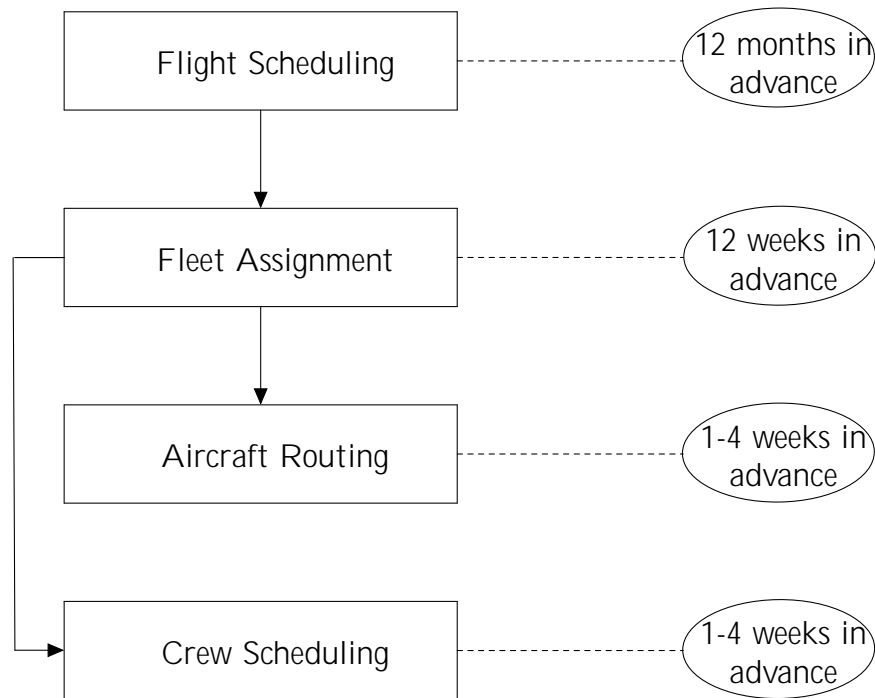 Flight Scheduling
12 months in
advance
Fleet Assignment
12 weeks in
advance
Aircraft Routing
1-4 weeks in
advance
Crew Scheduling
1-4 weeks in
advance